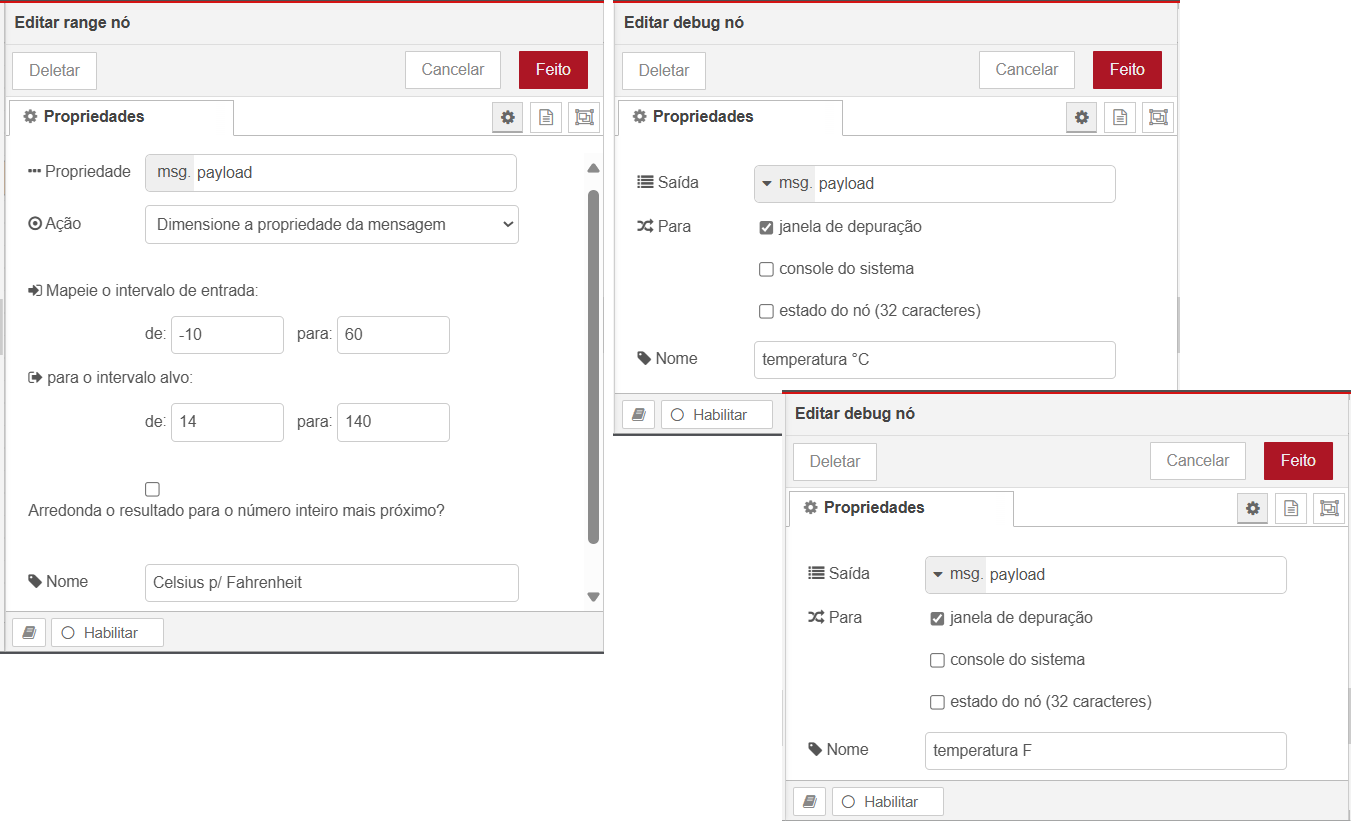 Editar range nó
Deletar
Cancelar
Feito
Propriedades
Propriedade
msg. payload
Ação
Dimensione a propriedade da mensagem
Mapeie o intervalo de entrada:
de: -10 para: 60
para o intervalo alvo:
de: 14 para: 140
Arredonda o resultado para o número inteiro mais próximo?
Nome
Celsius p/ Fahrenheit
Habilitar
Editar debug nó
Deletar
Cancelar
Feito
Propriedades
Saída
msg. payload
Para
janela de depuração
console do sistema
estado do nó (32 caracteres)
Nome
temperatura °C
Habilitar
Editar debug nó
Deletar
Cancelar
Feito
Propriedades
Saída
msg. payload
Para
janela de depuração
console do sistema
estado do nó (32 caracteres)
Nome
temperatura F
Habilitar